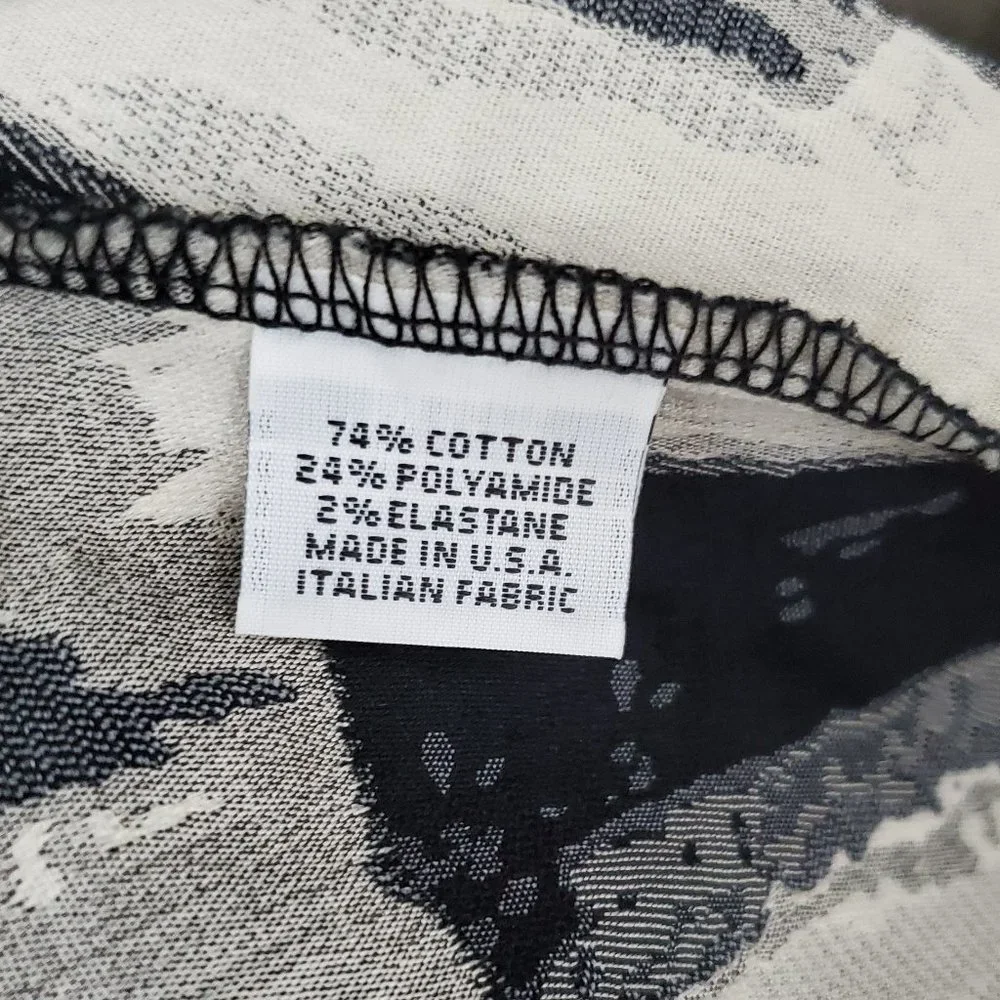 74% COTTON
24% POLYAMIDE
2% ELASTANE
MADE IN U.S.A.
ITALIAN FABRIC